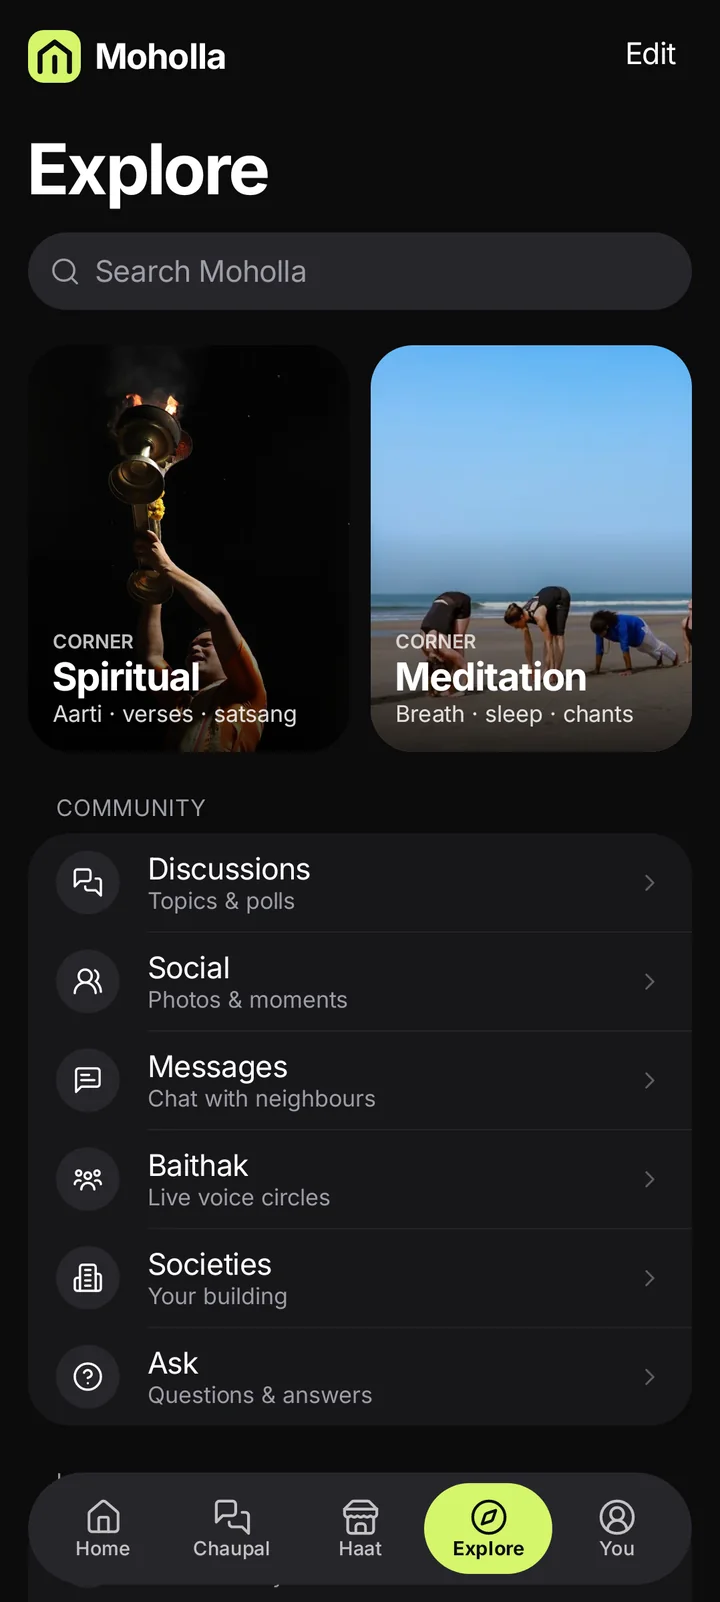 Moholla
Edit
Explore
Search Moholla
CORNER
Spiritual
Aarti · verses · satsang
CORNER
Meditation
Breath · sleep · chants
COMMUNITY
Discussions
Topics & polls
Social
Photos & moments
Messages
Chat with neighbours
Baithak
Live voice circles
Societies
Your building
Ask
Questions & answers
Home
Chaupal
Haat
Explore
You